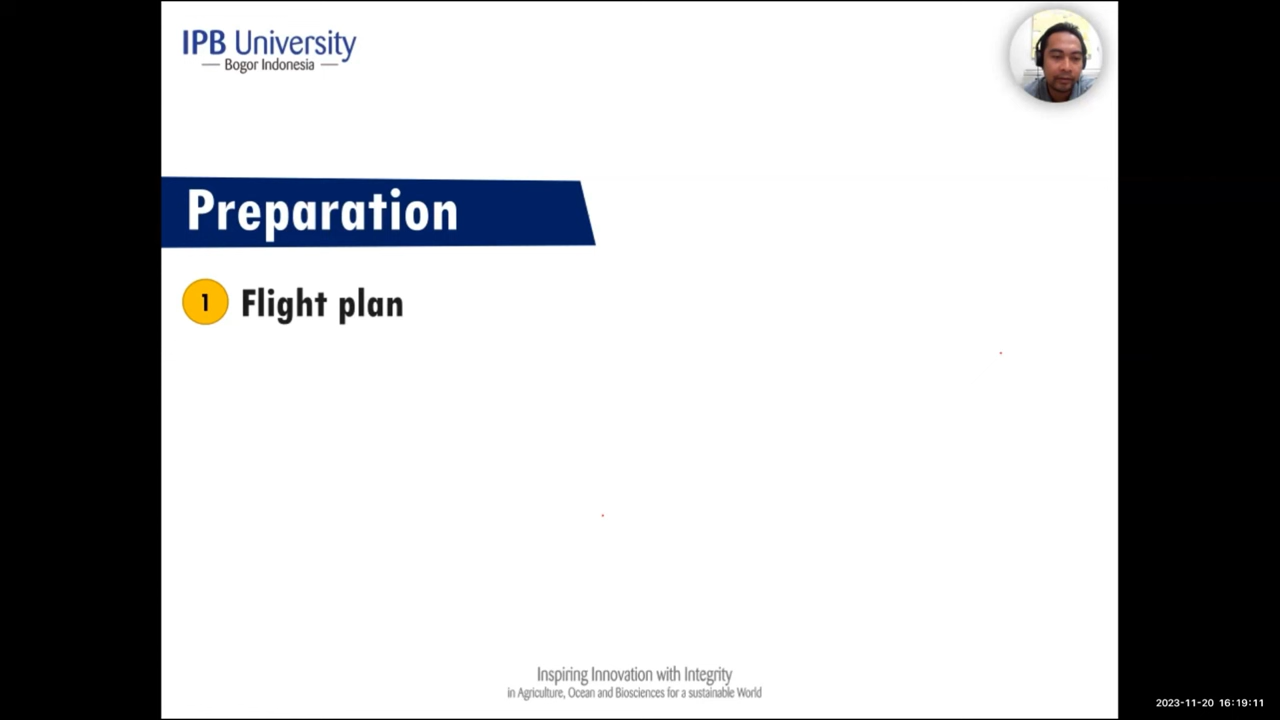 IPB University
Bogor Indonesia
Preparation
1 Flight plan
Inspiring Innovation with Integrity
in Agriculture, Ocean and Biosciences for a sustainable World
2023-11-20 16:19:11